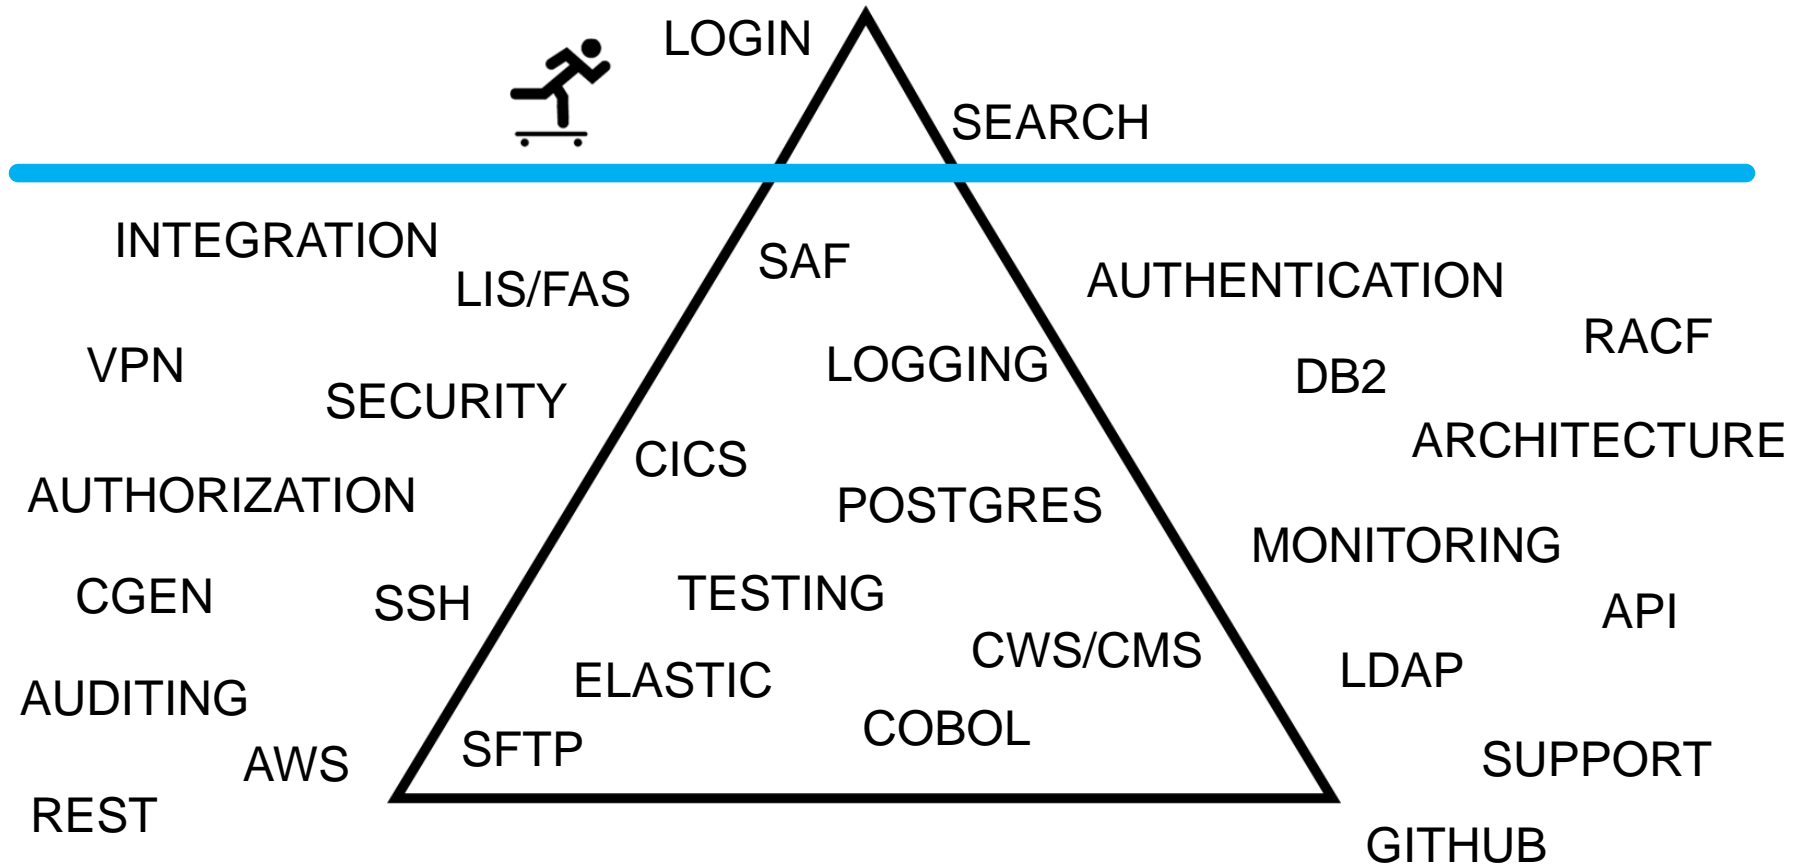 LOGIN
SEARCH
INTEGRATION
SAF
LIS/FAS
AUTHENTICATION
RACF
VPN
LOGGING
DB2
SECURITY
ARCHITECTURE
CICS
AUTHORIZATION
POSTGRES
MONITORING
CGEN
SSH
TESTING
API
CWS/CMS
ELASTIC
LDAP
AUDITING
COBOL
SFTP
AWS
SUPPORT
REST
GITHUB